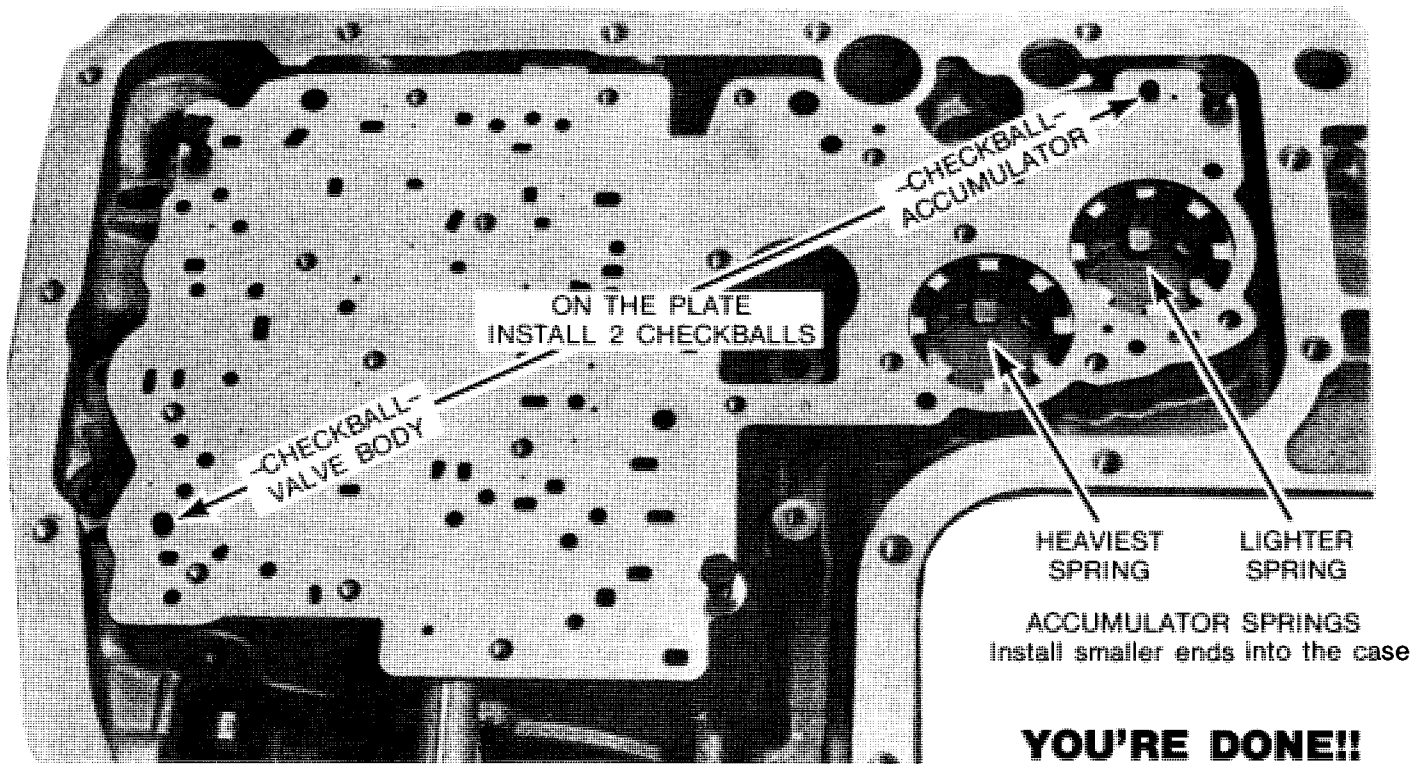 -CHECKBALL-
ACCUMULATOR
ON THE PLATE
INSTALL 2 CHECKBALLS
-CHECKBALL-
VALVE BODY
HEAVIEST
SPRING
LIGHTER
SPRING
ACCUMULATOR SPRINGS
Install smaller ends into the case
YOU'RE DONE!!